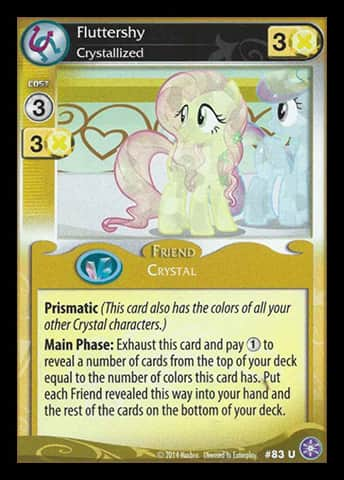 Fluttershy
Crystallized
3
COST
3
3
FRIEND
CRYSTAL
Prismatic (This card also has the colors of all your
other Crystal characters.)
Main Phase: Exhaust this card and pay 1 to
reveal a number of cards from the top of your deck
equal to the number of colors this card has. Put
each Friend revealed this way into your hand and
the rest of the cards on the bottom of your deck.
© 2014 Hasbro. Licensed to Enterplay. #83 U